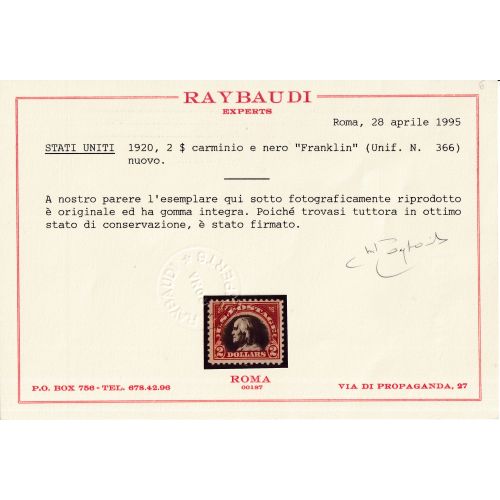 RAYBAUDI
EXPERTS
Roma, 28 aprile 1995
STATI UNITI 1920, 2 $ carminio e nero "Franklin" (Unif. N. 366)
nuovo.
A nostro parere l'esemplare qui sotto fotograficamente riprodotto
è originale ed ha gomma integra. Poiché trovasi tuttora in ottimo
stato di conservazione, è stato firmato.
U.S. POSTAGE
2 DOLLARS 2
ROMA
00187
P.O. BOX 756 - TEL. 678.42.96
VIA DI PROPAGANDA, 27